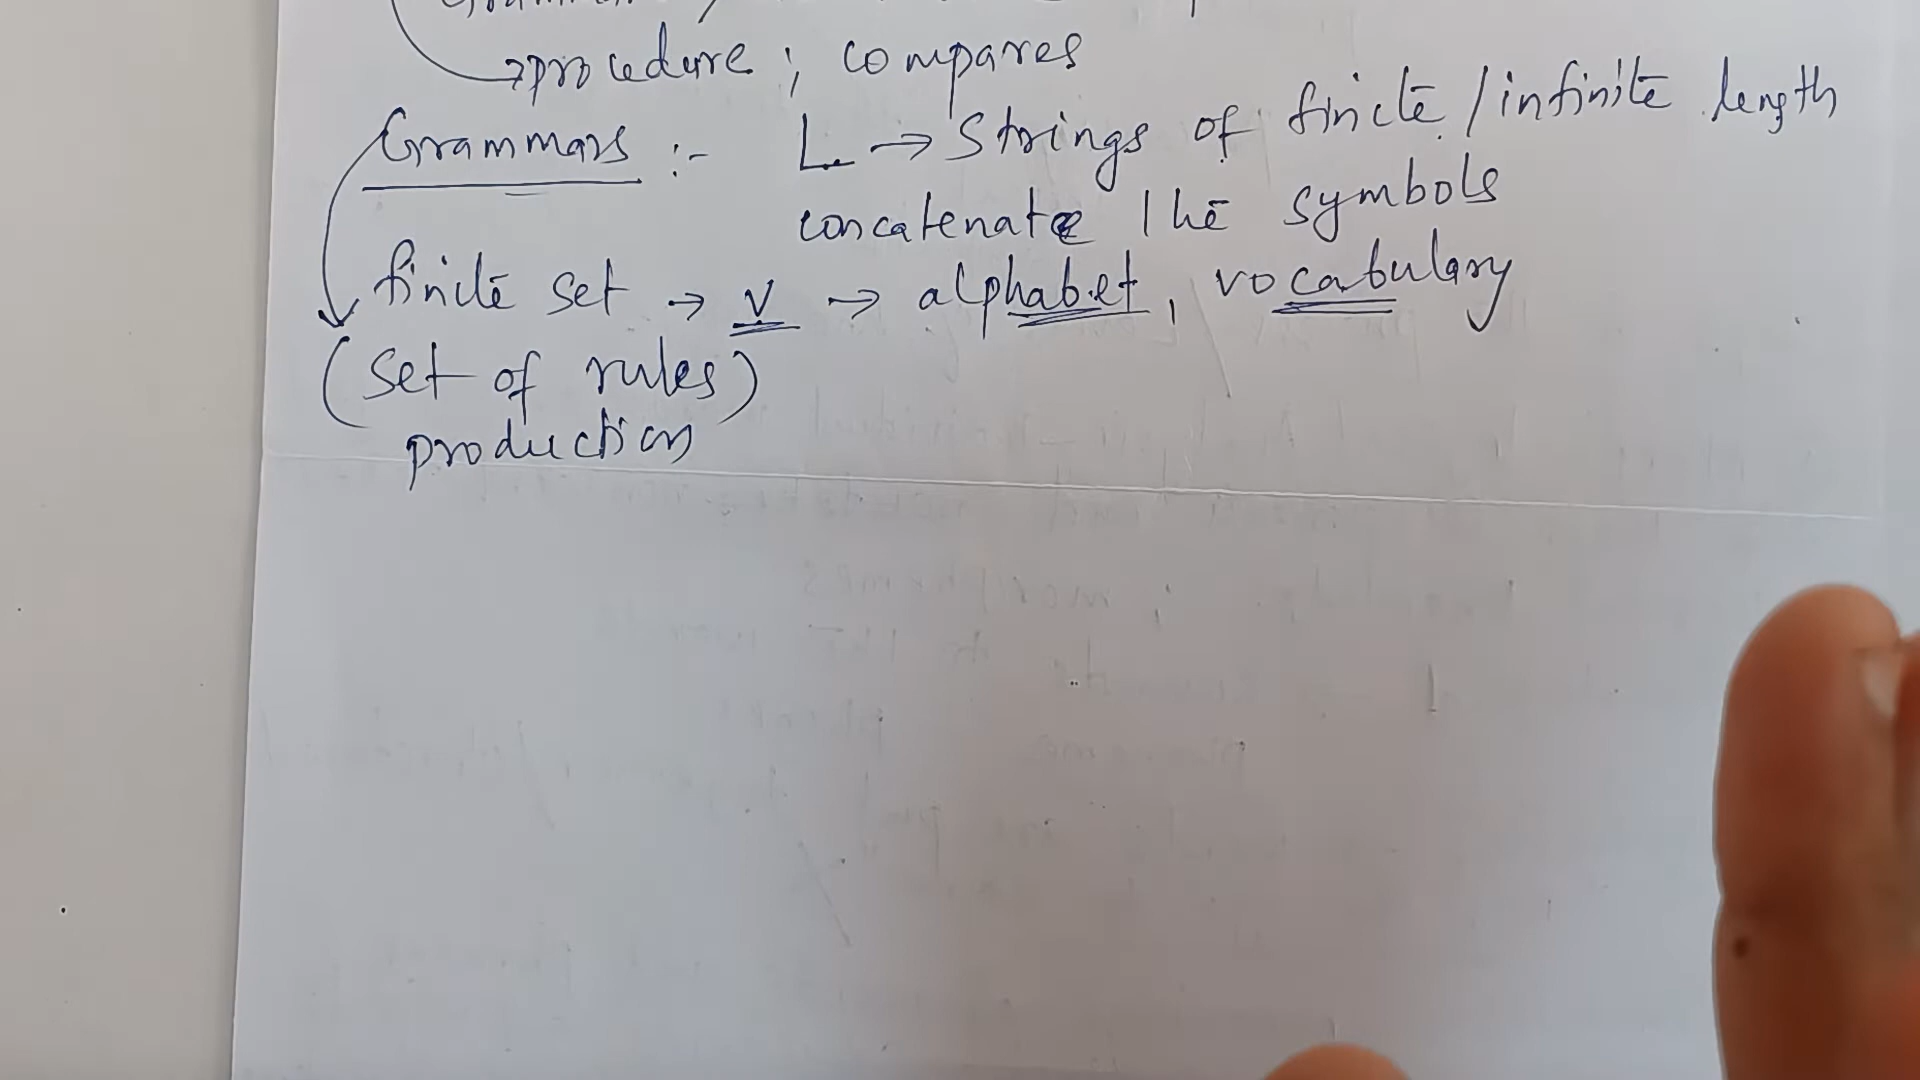 →procedure ; compares
Grammars :- L → Strings of finite / infinite length
concatenate the symbols
finite set → V → alphabet, vocabulary
(set of rules)
production